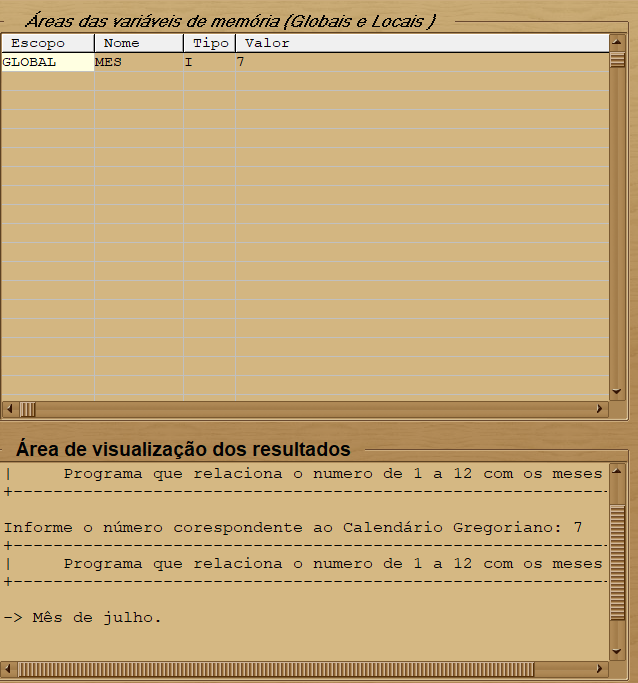 Áreas das variáveis de memória (Globais e Locais )
Escopo Nome Tipo Valor
GLOBAL MES I 7
Área de visualização dos resultados
|     Programa que relaciona o numero de 1 a 12 com os meses
+-------------------------------------------------------------
Informe o número corespondente ao Calendário Gregoriano: 7
+-------------------------------------------------------------
|     Programa que relaciona o numero de 1 a 12 com os meses
+-------------------------------------------------------------
-> Mês de julho.